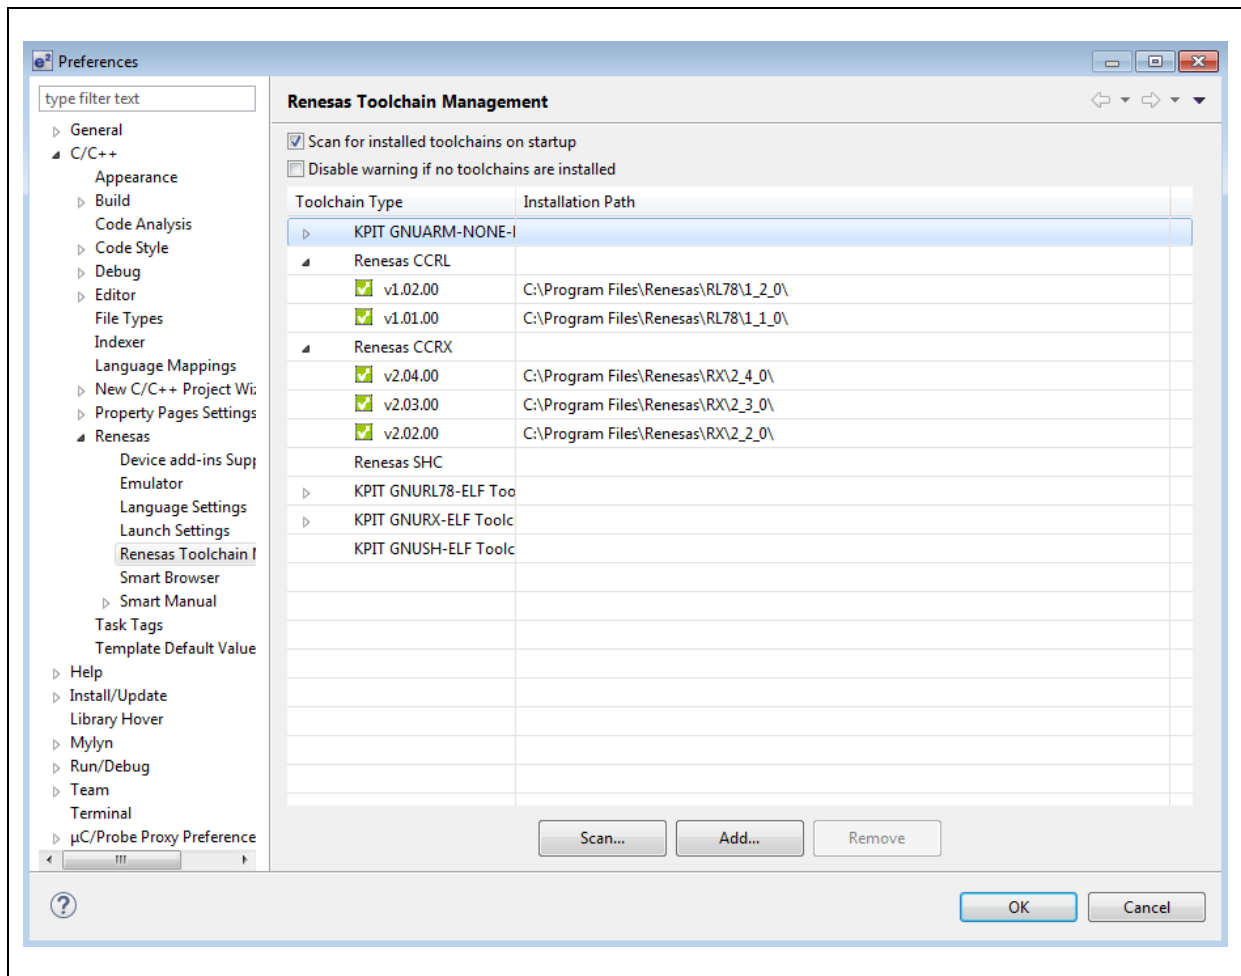 e² Preferences
type filter text
General
C/C++
Appearance
Build
Code Analysis
Code Style
Debug
Editor
File Types
Indexer
Language Mappings
New C/C++ Project Wiz
Property Pages Settings
Renesas
Device add-ins Supp
Emulator
Language Settings
Launch Settings
Renesas Toolchain M
Smart Browser
Smart Manual
Task Tags
Template Default Value
Help
Install/Update
Library Hover
Mylyn
Run/Debug
Team
Terminal
µC/Probe Proxy Preference
Renesas Toolchain Management
Scan for installed toolchains on startup
Disable warning if no toolchains are installed
Toolchain Type Installation Path
KPIT GNUARM-NONE-
Renesas CCRL
v1.02.00 C:\Program Files\Renesas\RL78\1_2_0\
v1.01.00 C:\Program Files\Renesas\RL78\1_1_0\
Renesas CCRX
v2.04.00 C:\Program Files\Renesas\RX\2_4_0\
v2.03.00 C:\Program Files\Renesas\RX\2_3_0\
v2.02.00 C:\Program Files\Renesas\RX\2_2_0\
Renesas SHC
KPIT GNURL78-ELF Too
KPIT GNURX-ELF Toolc
KPIT GNUSH-ELF Toolc
Scan... Add... Remove
? OK Cancel